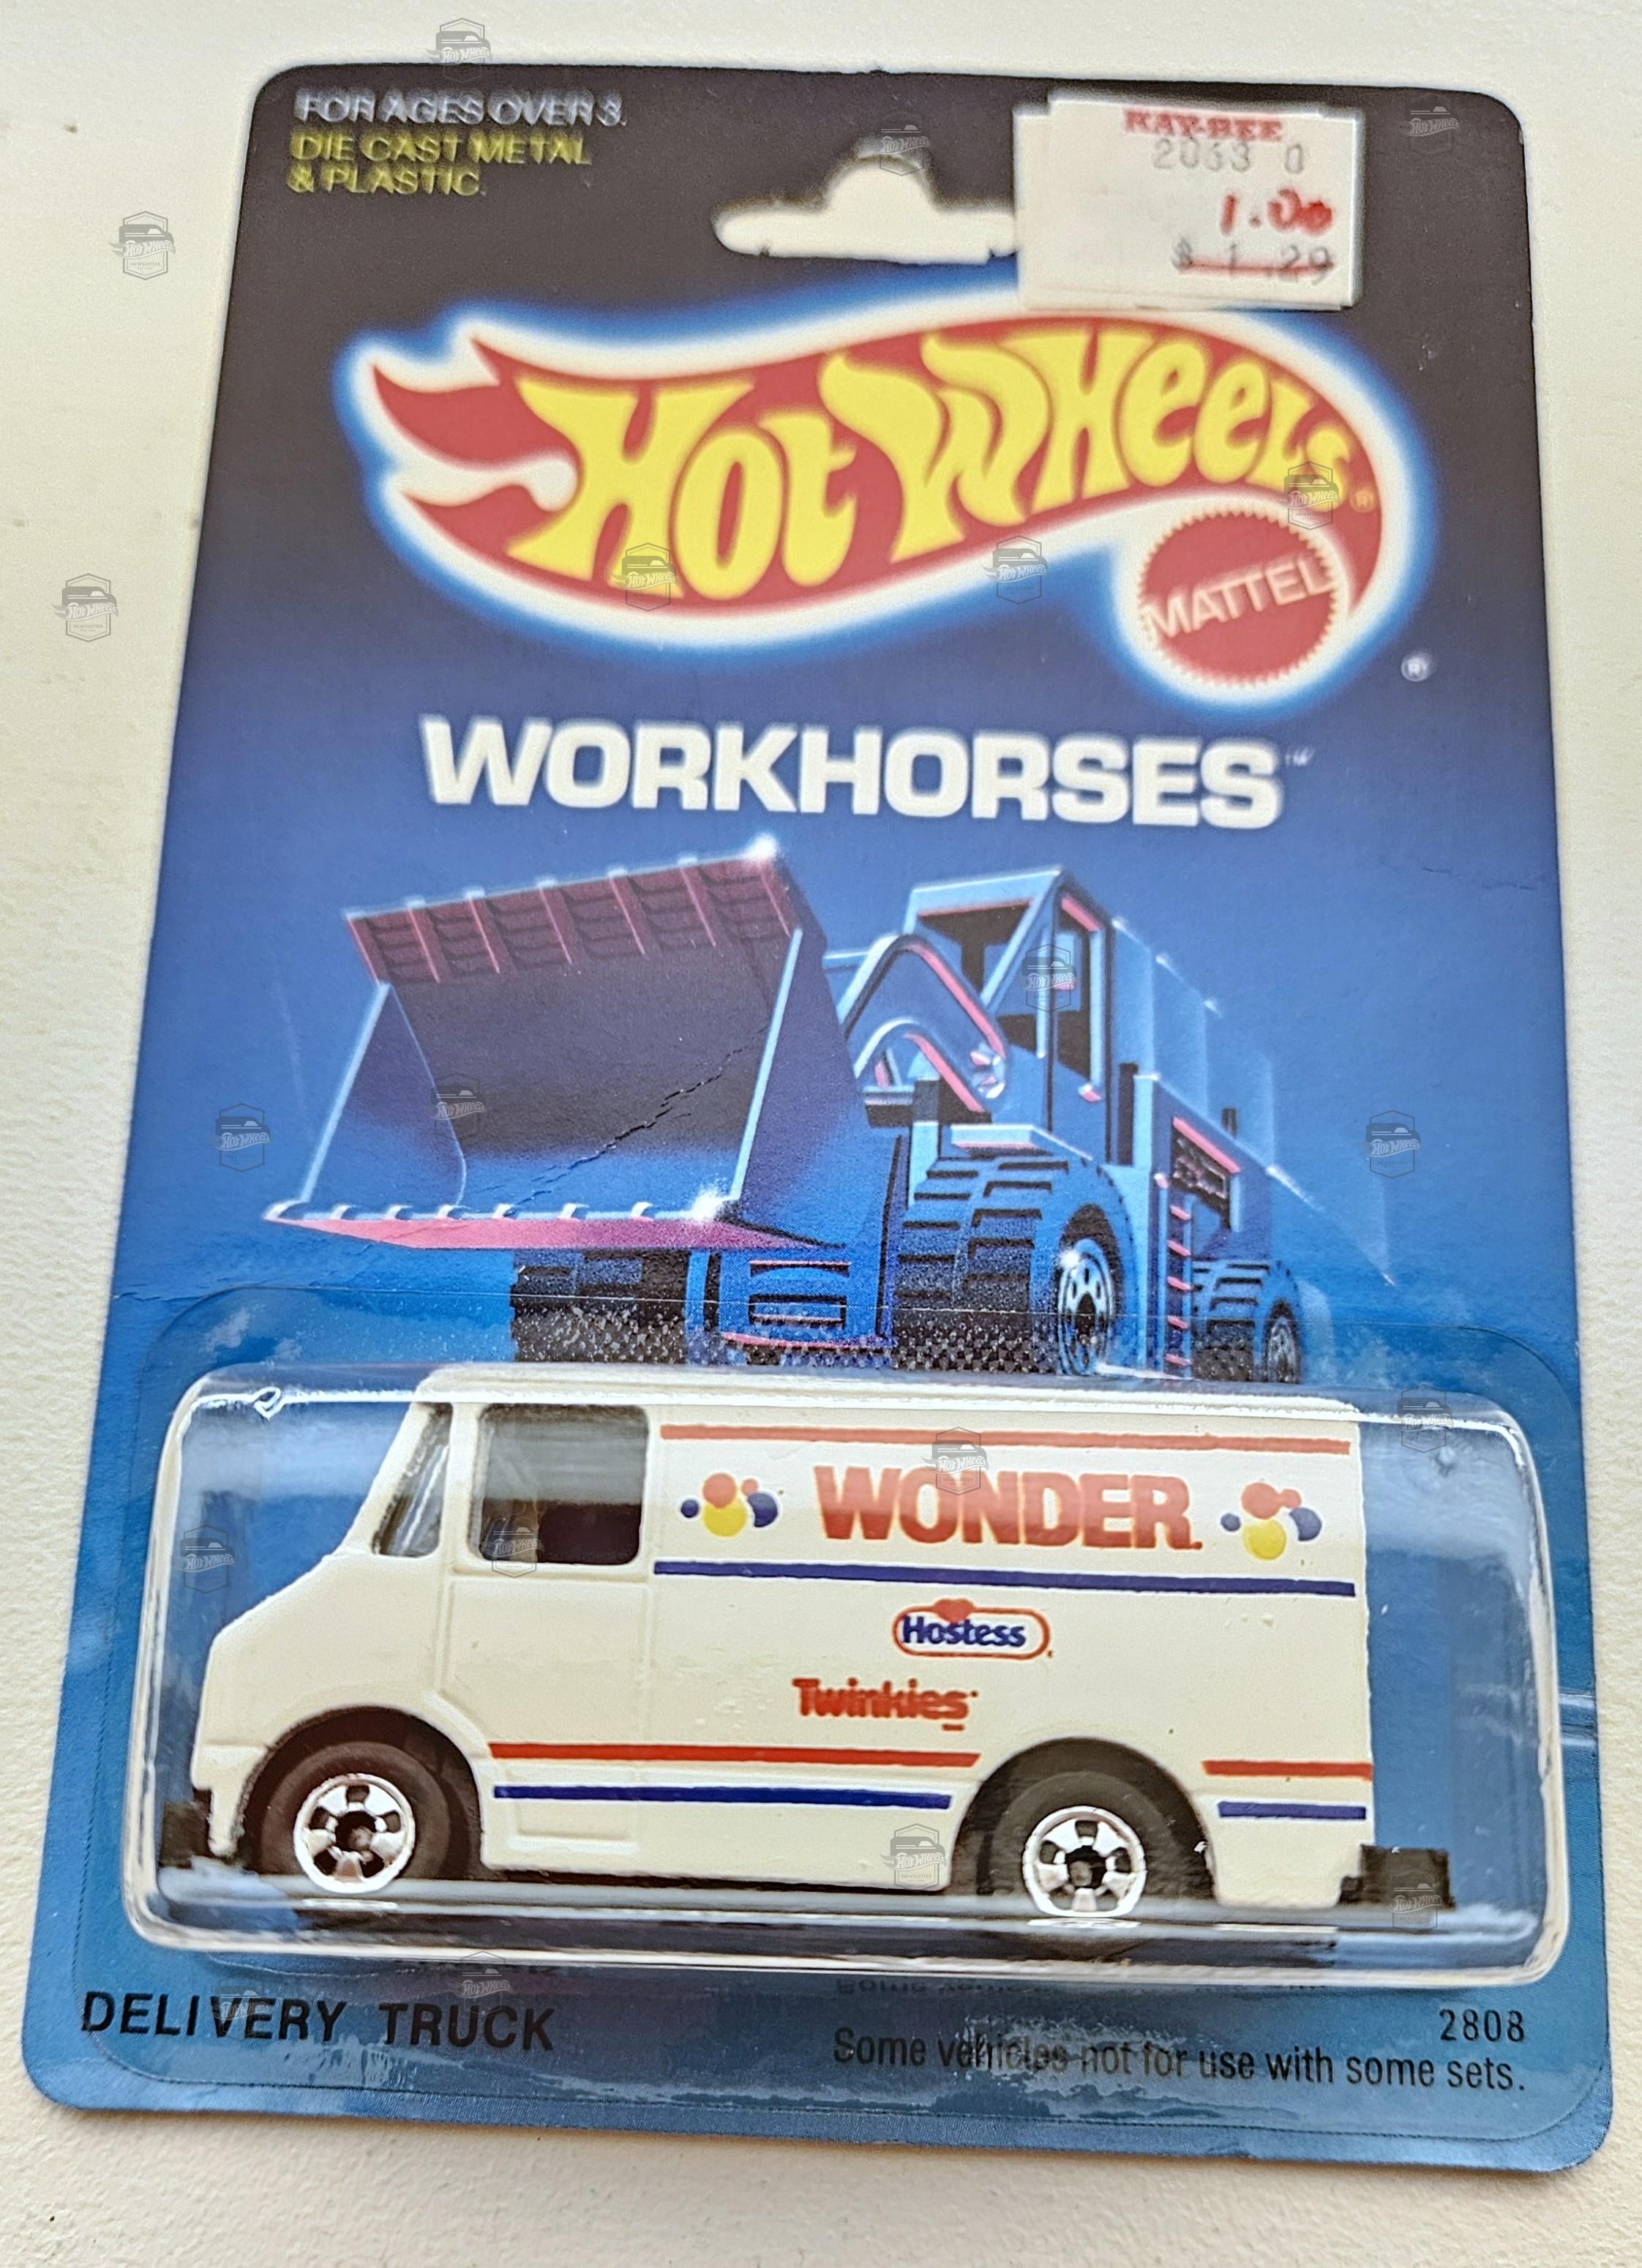 FOR AGES OVER 3.
DIE CAST METAL
& PLASTIC
KAY-BEE
2063 0
1.00
$ 1.29
HOT WHEELS®
MATTEL
®
WORKHORSES™
WONDER
Hostess
Twinkies
DELIVERY TRUCK
2808
Some vehicles not for use with some sets.